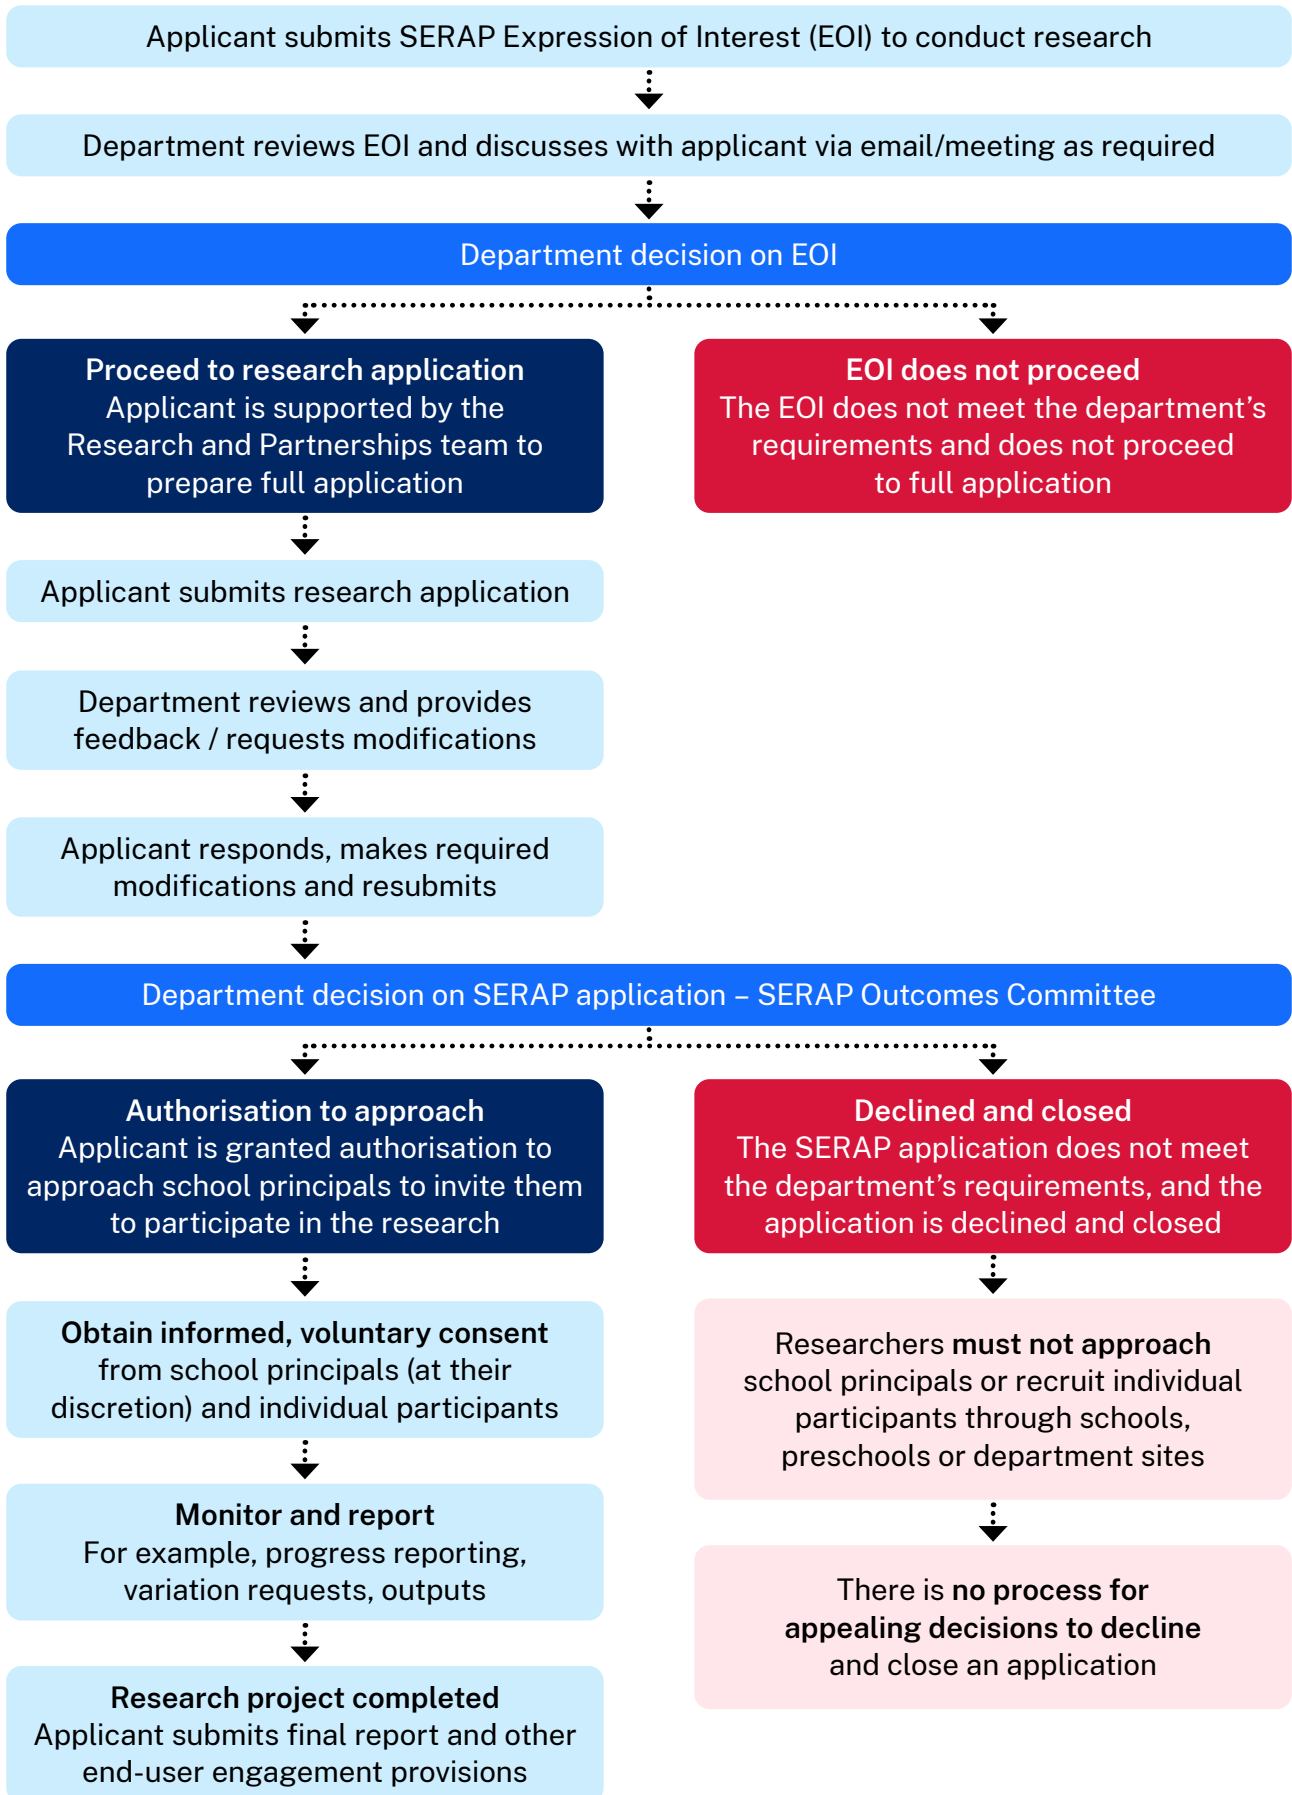 Applicant submits SERAP Expression of Interest (EOI) to conduct research
Department reviews EOI and discusses with applicant via email/meeting as required
Department decision on EOI
Proceed to research application
Applicant is supported by the
Research and Partnerships team to
prepare full application
EOI does not proceed
The EOI does not meet the department’s
requirements and does not proceed
to full application
Applicant submits research application
Department reviews and provides
feedback / requests modifications
Applicant responds, makes required
modifications and resubmits
Department decision on SERAP application – SERAP Outcomes Committee
Authorisation to approach
Applicant is granted authorisation to
approach school principals to invite them
to participate in the research
Declined and closed
The SERAP application does not meet
the department’s requirements, and the
application is declined and closed
Obtain informed, voluntary consent
from school principals (at their
discretion) and individual participants
Researchers must not approach
school principals or recruit individual
participants through schools,
preschools or department sites
Monitor and report
For example, progress reporting,
variation requests, outputs
There is no process for
appealing decisions to decline
and close an application
Research project completed
Applicant submits final report and other
end-user engagement provisions